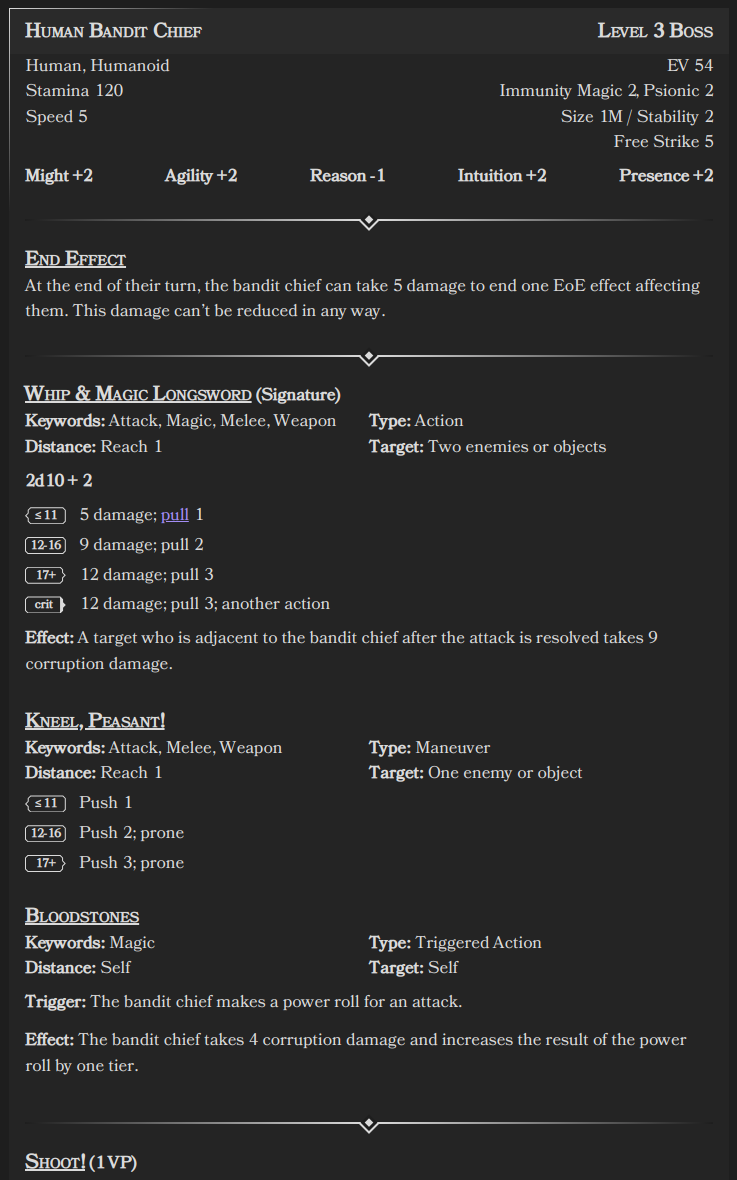 Human Bandit Chief Level 3 Boss
Human, Humanoid EV 54
Stamina 120 Immunity Magic 2, Psionic 2
Speed 5 Size 1M / Stability 2
Free Strike 5
Might +2 Agility +2 Reason -1 Intuition +2 Presence +2
End Effect
At the end of their turn, the bandit chief can take 5 damage to end one EoE effect affecting
them. This damage can't be reduced in any way.
Whip & Magic Longsword (Signature)
Keywords: Attack, Magic, Melee, Weapon Type: Action
Distance: Reach 1 Target: Two enemies or objects
2d10 + 2
≤ 11 5 damage; pull 1
12-16 9 damage; pull 2
17+ 12 damage; pull 3
crit 12 damage; pull 3; another action
Effect: A target who is adjacent to the bandit chief after the attack is resolved takes 9
corruption damage.
Kneel, Peasant!
Keywords: Attack, Melee, Weapon Type: Maneuver
Distance: Reach 1 Target: One enemy or object
≤ 11 Push 1
12-16 Push 2; prone
17+ Push 3; prone
Bloodstones
Keywords: Magic Type: Triggered Action
Distance: Self Target: Self
Trigger: The bandit chief makes a power roll for an attack.
Effect: The bandit chief takes 4 corruption damage and increases the result of the power
roll by one tier.
Shoot! (1 VP)